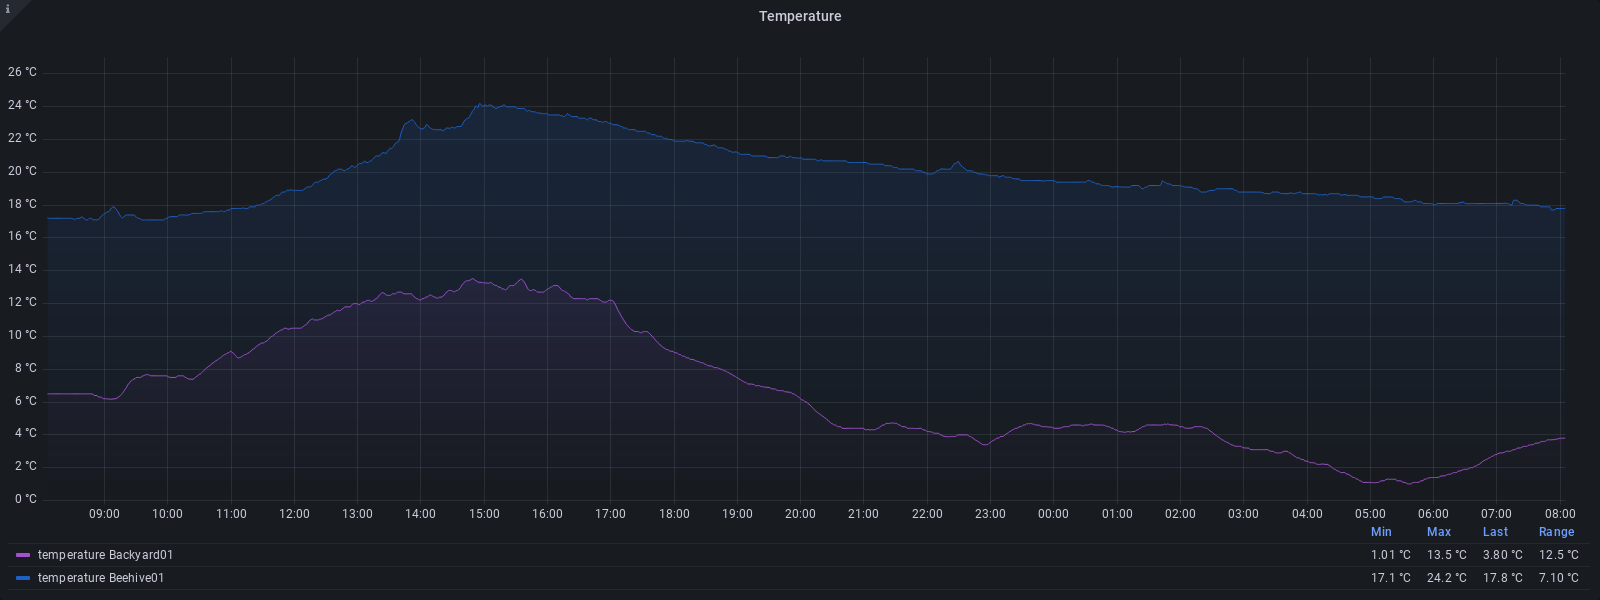 i
Temperature
26 °C
24 °C
22 °C
20 °C
18 °C
16 °C
14 °C
12 °C
10 °C
8 °C
6 °C
4 °C
2 °C
0 °C
09:00 10:00 11:00 12:00 13:00 14:00 15:00 16:00 17:00 18:00 19:00 20:00 21:00 22:00 23:00 00:00 01:00 02:00 03:00 04:00 05:00 06:00 07:00 08:00
Min Max Last Range
temperature Backyard01 1.01 °C 13.5 °C 3.80 °C 12.5 °C
temperature Beehive01 17.1 °C 24.2 °C 17.8 °C 7.10 °C